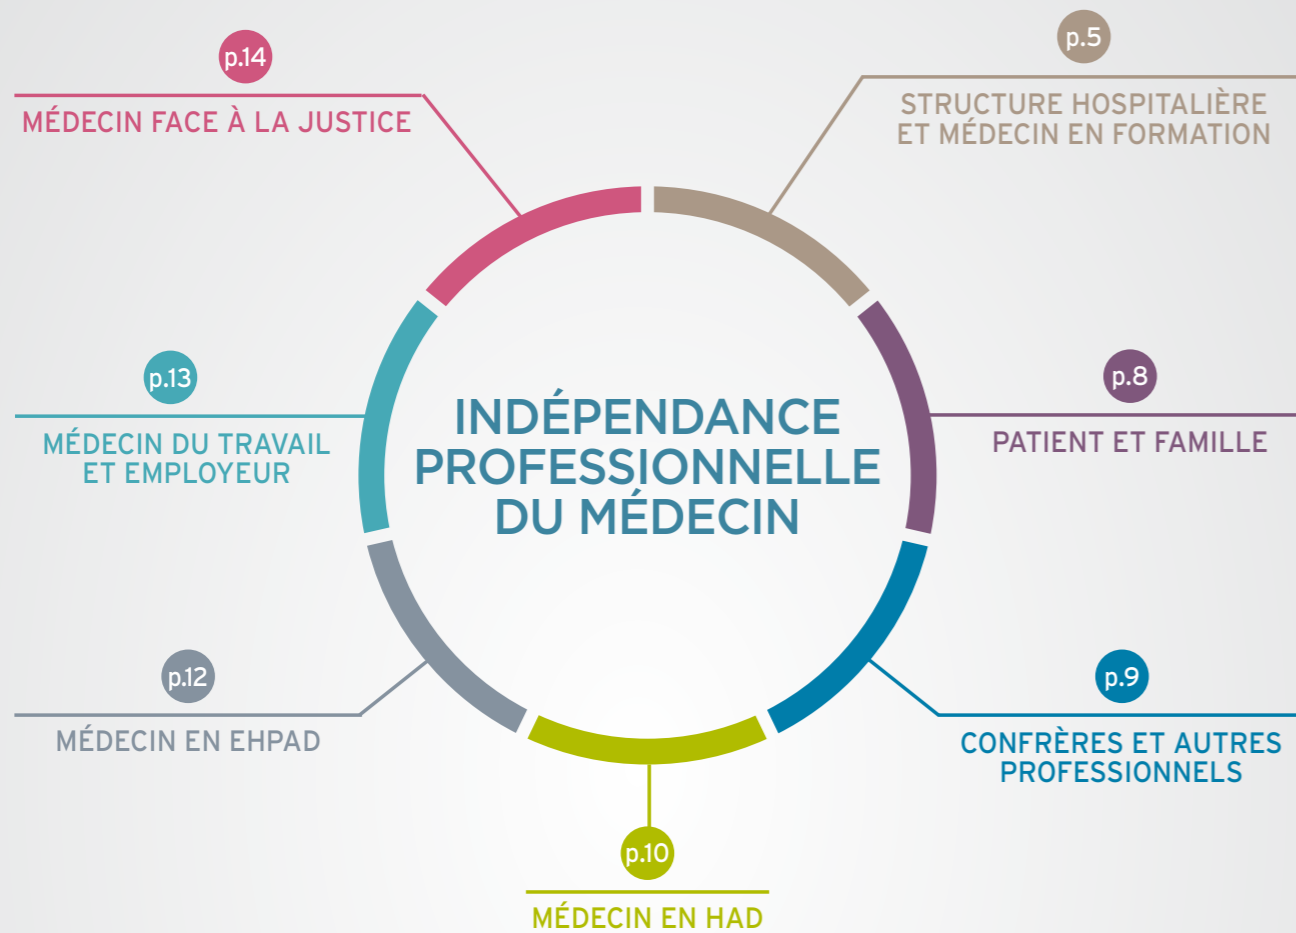 p.14
MÉDECIN FACE À LA JUSTICE
p.5
STRUCTURE HOSPITALIÈRE
ET MÉDECIN EN FORMATION
p.13
MÉDECIN DU TRAVAIL
ET EMPLOYEUR
INDÉPENDANCE
PROFESSIONNELLE
DU MÉDECIN
p.8
PATIENT ET FAMILLE
p.12
MÉDECIN EN EHPAD
p.9
CONFRÈRES ET AUTRES
PROFESSIONNELS
p.10
MÉDECIN EN HAD